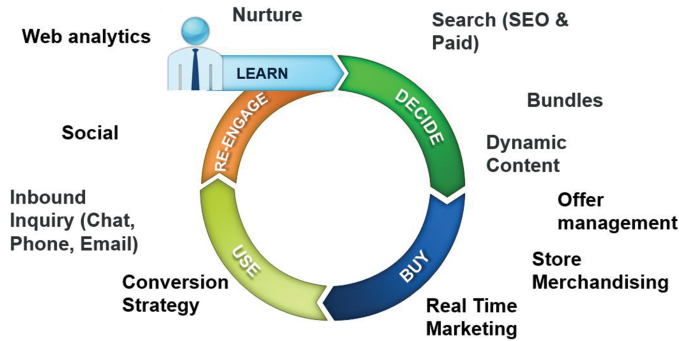 Nurture
Web analytics
Search (SEO &
Paid)
LEARN
DECIDE
RE-ENGAGE
Bundles
Social
Dynamic
Content
Inbound
Inquiry (Chat,
Phone, Email)
Offer
management
USE
BUY
Store
Merchandising
Conversion
Strategy
Real Time
Marketing